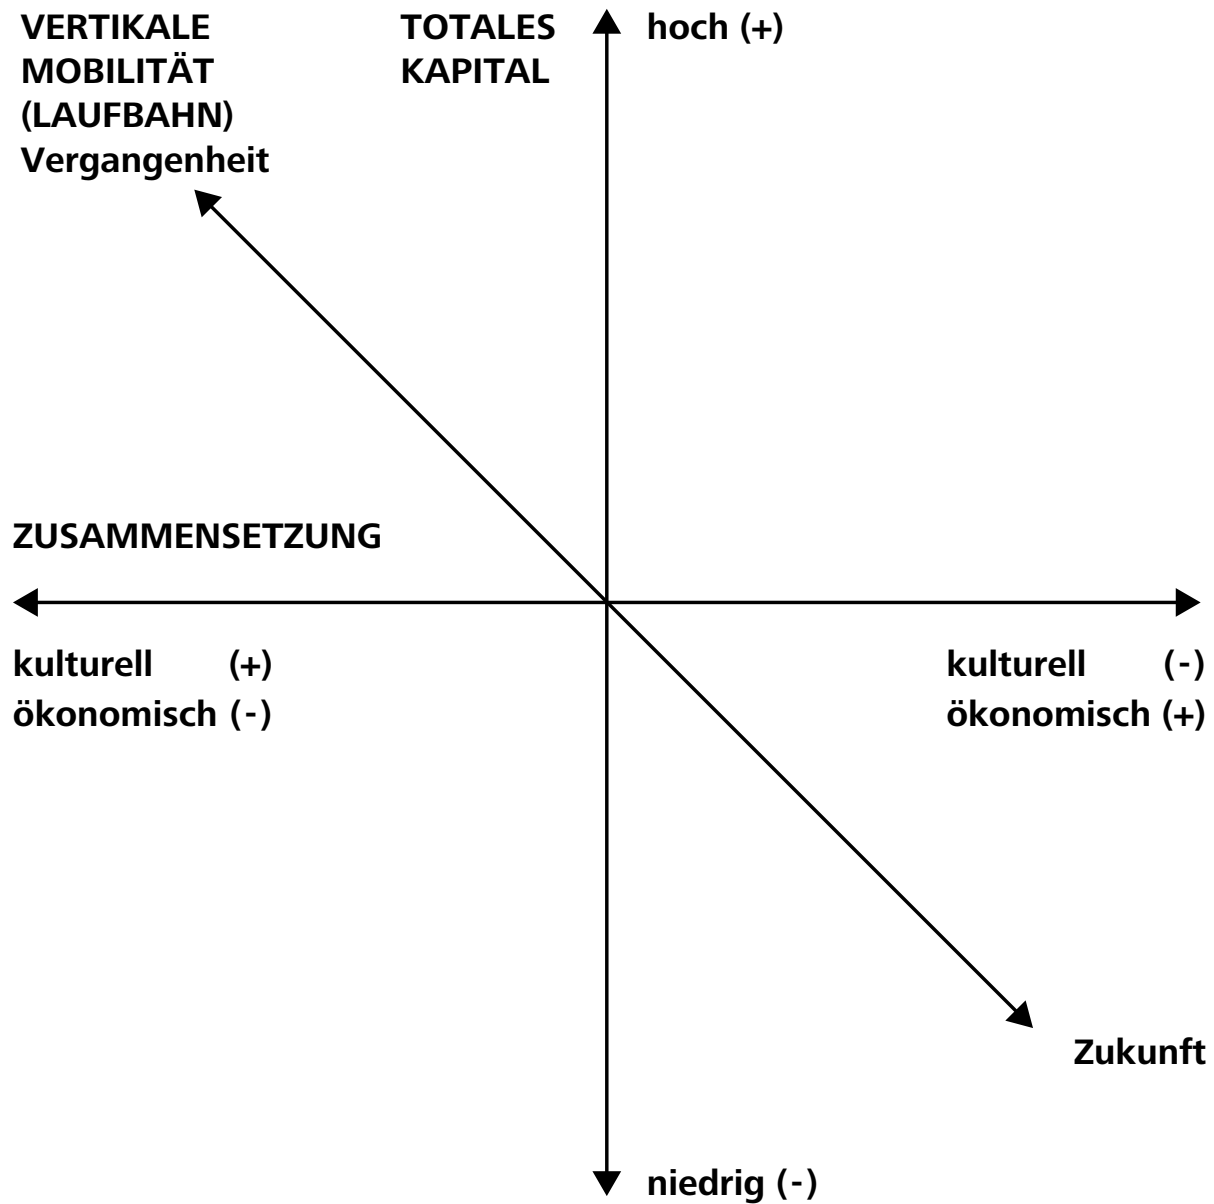 VERTIKALE
MOBILITÄT
(LAUFBAHN)
Vergangenheit
TOTALES
KAPITAL
hoch (+)
ZUSAMMENSETZUNG
kulturell (+)
ökonomisch (-)
kulturell (-)
ökonomisch (+)
Zukunft
niedrig (-)